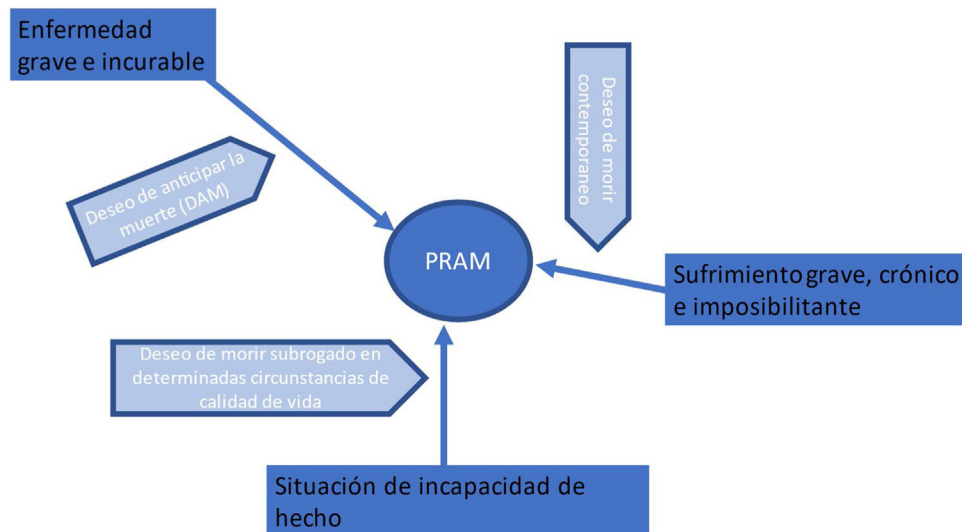 Enfermedad
grave e incurable
Deseo de morir
contemporaneo
Deseo de anticipar la
muerte (DAM)
PRAM
Sufrimiento grave, crónico
e imposibilitante
Deseo de morir subrogado en
determinadas circunstancias de
calidad de vida
Situación de incapacidad de
hecho